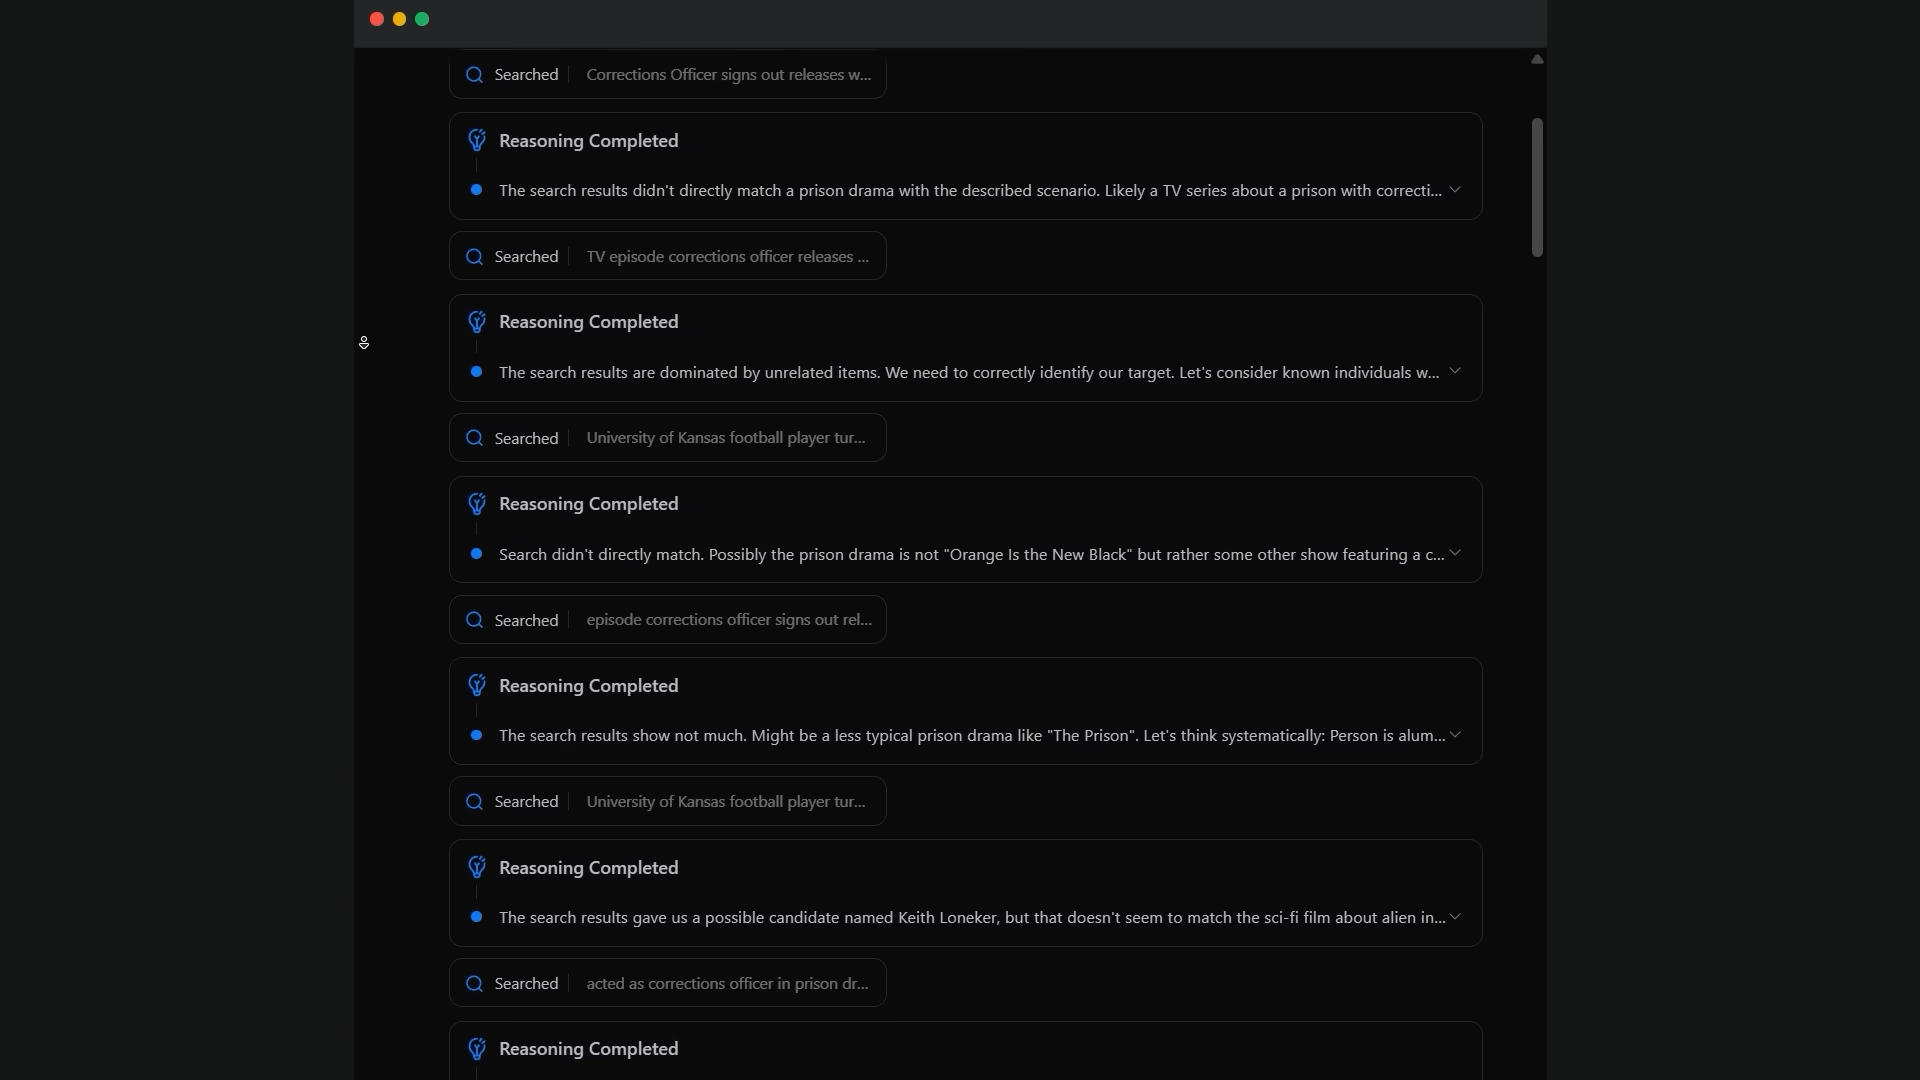 Searched Corrections Officer signs out releases w...
Reasoning Completed
The search results didn't directly match a prison drama with the described scenario. Likely a TV series about a prison with correcti...
Searched TV episode corrections officer releases ...
Reasoning Completed
The search results are dominated by unrelated items. We need to correctly identify our target. Let's consider known individuals w...
Searched University of Kansas football player tur...
Reasoning Completed
Search didn't directly match. Possibly the prison drama is not "Orange Is the New Black" but rather some other show featuring a c...
Searched episode corrections officer signs out rel...
Reasoning Completed
The search results show not much. Might be a less typical prison drama like "The Prison". Let's think systematically: Person is alum...
Searched University of Kansas football player tur...
Reasoning Completed
The search results gave us a possible candidate named Keith Loneker, but that doesn't seem to match the sci-fi film about alien in...
Searched acted as corrections officer in prison dr...
Reasoning Completed